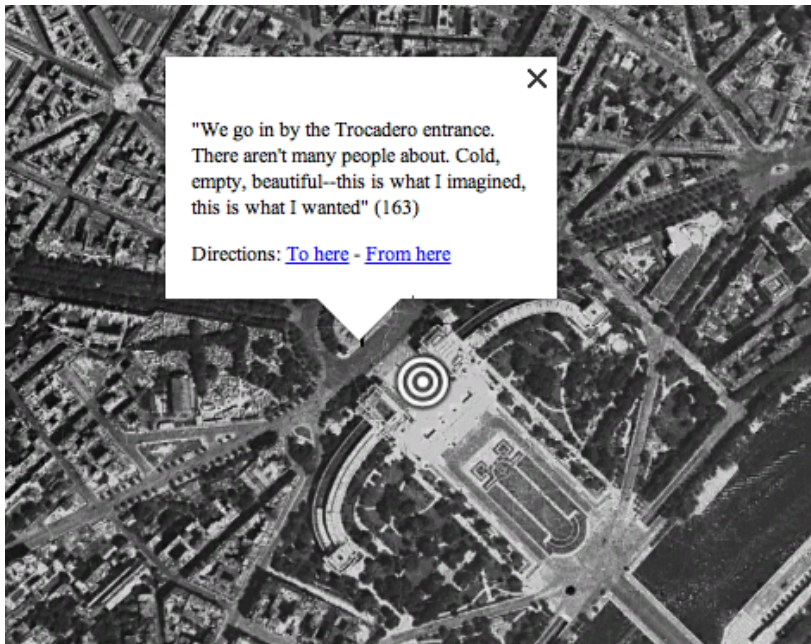 "We go in by the Trocadero entrance.
There aren't many people about. Cold,
empty, beautiful--this is what I imagined,
this is what I wanted" (163)
Directions: To here - From here